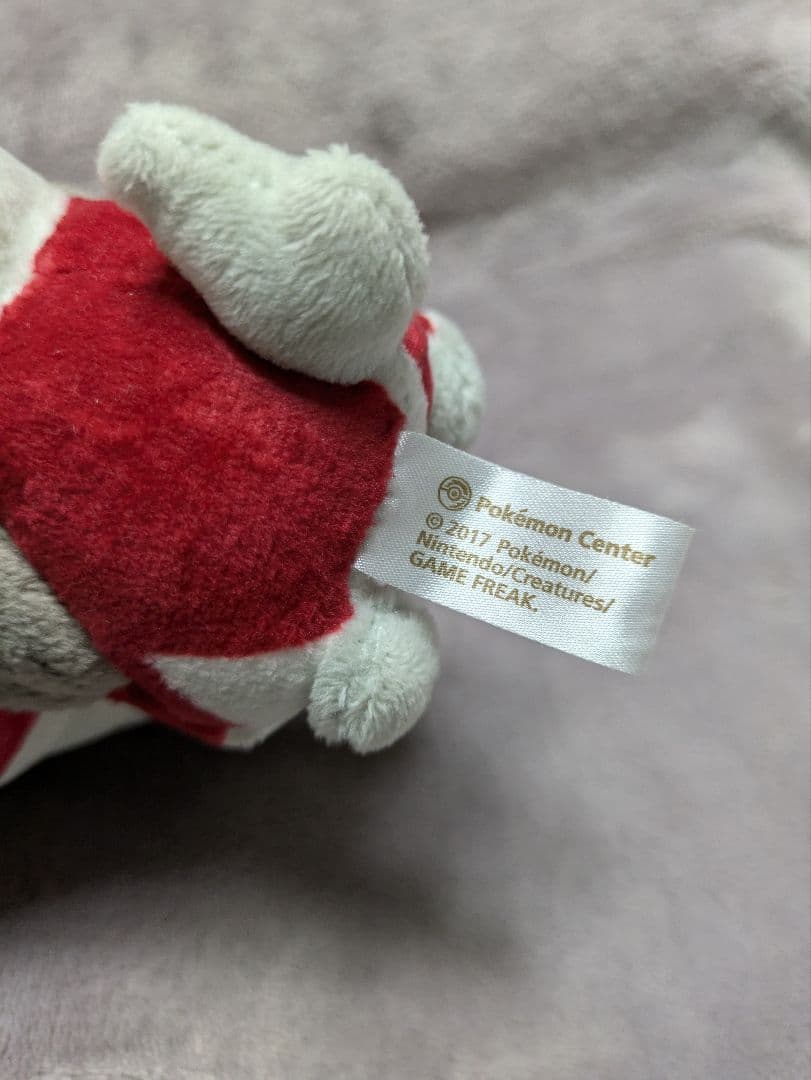 Pokémon Center
© 2017 Pokémon/
Nintendo/Creatures/
GAME FREAK.